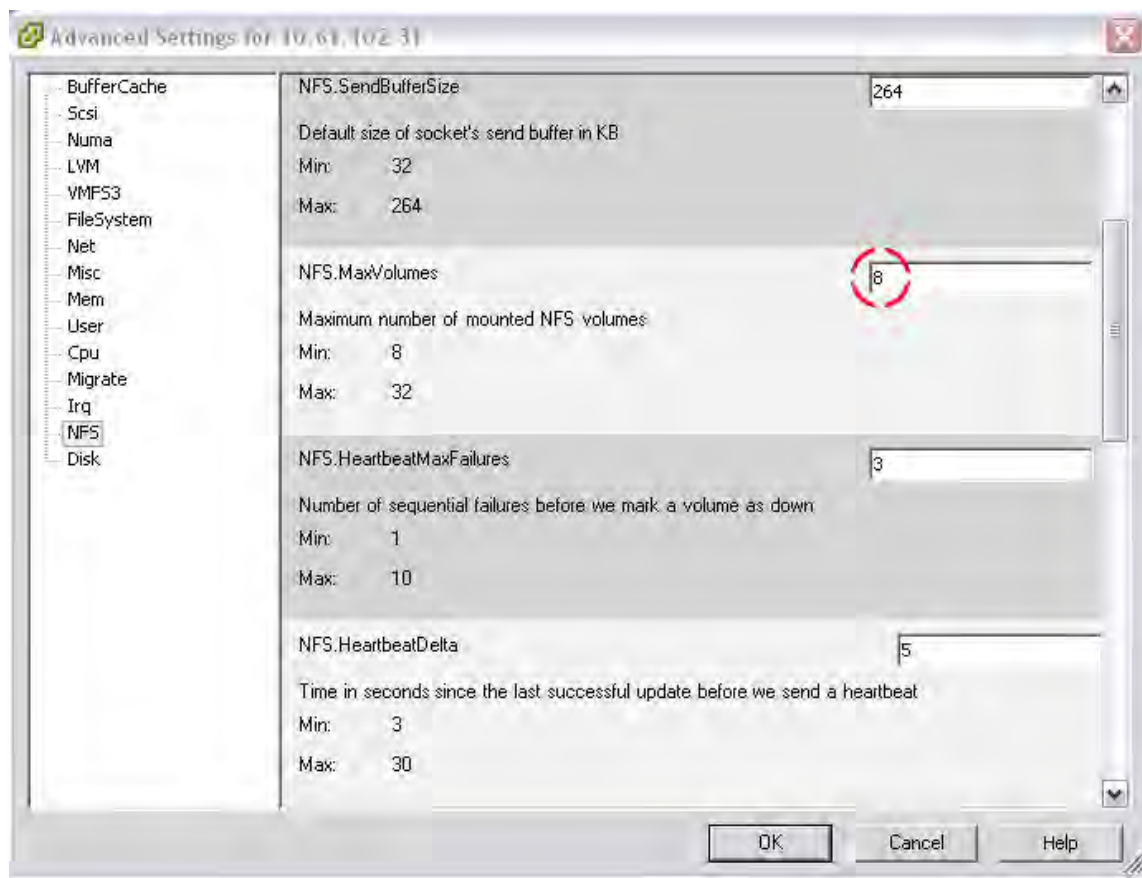 Advanced Settings for 10.61.102.31
BufferCache
Scsi
Numa
LVM
VMFS3
FileSystem
Net
Misc
Mem
User
Cpu
Migrate
Irq
NFS
Disk
NFS.SendBufferSize
264
Default size of socket's send buffer in KB
Min: 32
Max: 264
NFS.MaxVolumes
8
Maximum number of mounted NFS volumes
Min: 8
Max: 32
NFS.HeartbeatMaxFailures
3
Number of sequential failures before we mark a volume as down
Min: 1
Max: 10
NFS.HeartbeatDelta
5
Time in seconds since the last successful update before we send a heartbeat
Min: 3
Max: 30
OK
Cancel
Help